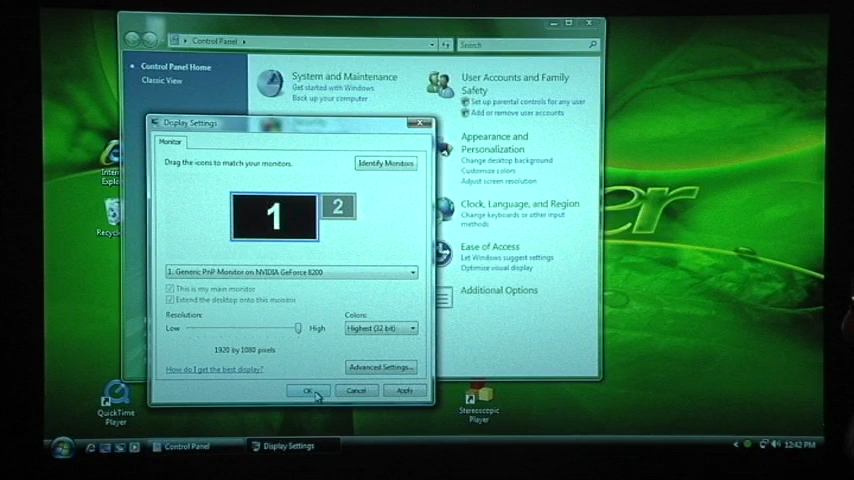 Control Panel
Search
Control Panel Home
Classic View
System and Maintenance
Get started with Windows
Back up your computer
User Accounts and Family
Safety
Set up parental controls for any user
Add or remove user accounts
Appearance and
Personalization
Change desktop background
Customize colors
Adjust screen resolution
Clock, Language, and Region
Change keyboards or other input
methods
Ease of Access
Let Windows suggest settings
Optimize visual display
Additional Options
Display Settings
Monitor
Drag the icons to match your monitors.
Identify Monitors
1
2
1. Generic PnP Monitor on NVIDIA GeForce 8200
This is my main monitor
Extend the desktop onto this monitor
Resolution:
Colors:
Low
High
Highest (32 bit)
1920 by 1080 pixels
How do I get the best display?
Advanced Settings...
OK
Cancel
Apply
QuickTime
Player
Stereoscopic
Player
Control Panel
Display Settings
12:42 PM